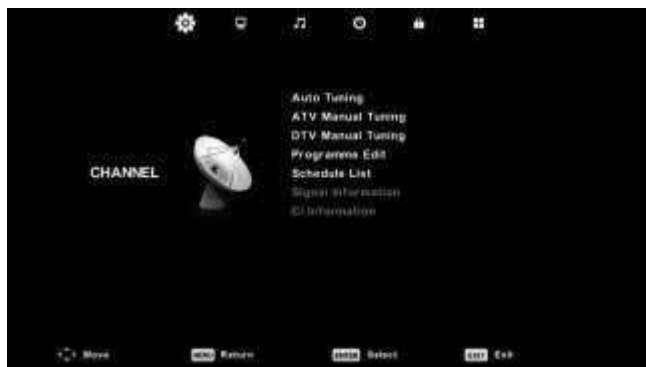 Auto Tuning
ATV Manual Tuning
DTV Manual Tuning
Programme Edit
CHANNEL
Schedule List
Signal Information
CI Information
Move
MENU Return
ENTER Select
EXIT Exit